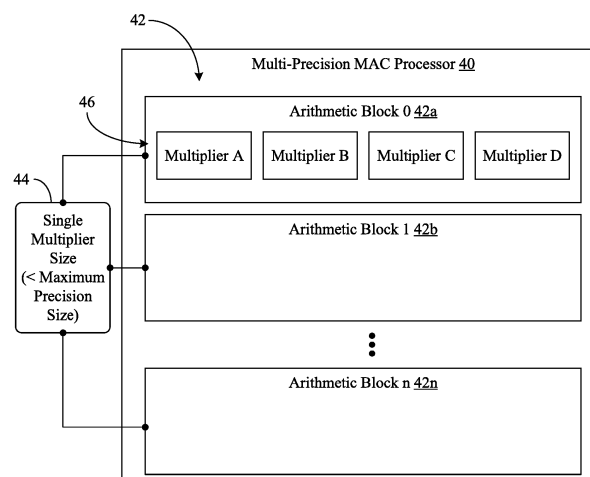 42
Multi-Precision MAC Processor 40
46
Arithmetic Block 0 42a
Multiplier A
Multiplier B
Multiplier C
Multiplier D
44
Single
Multiplier
Size
(< Maximum
Precision
Size)
Arithmetic Block 1 42b
Arithmetic Block n 42n